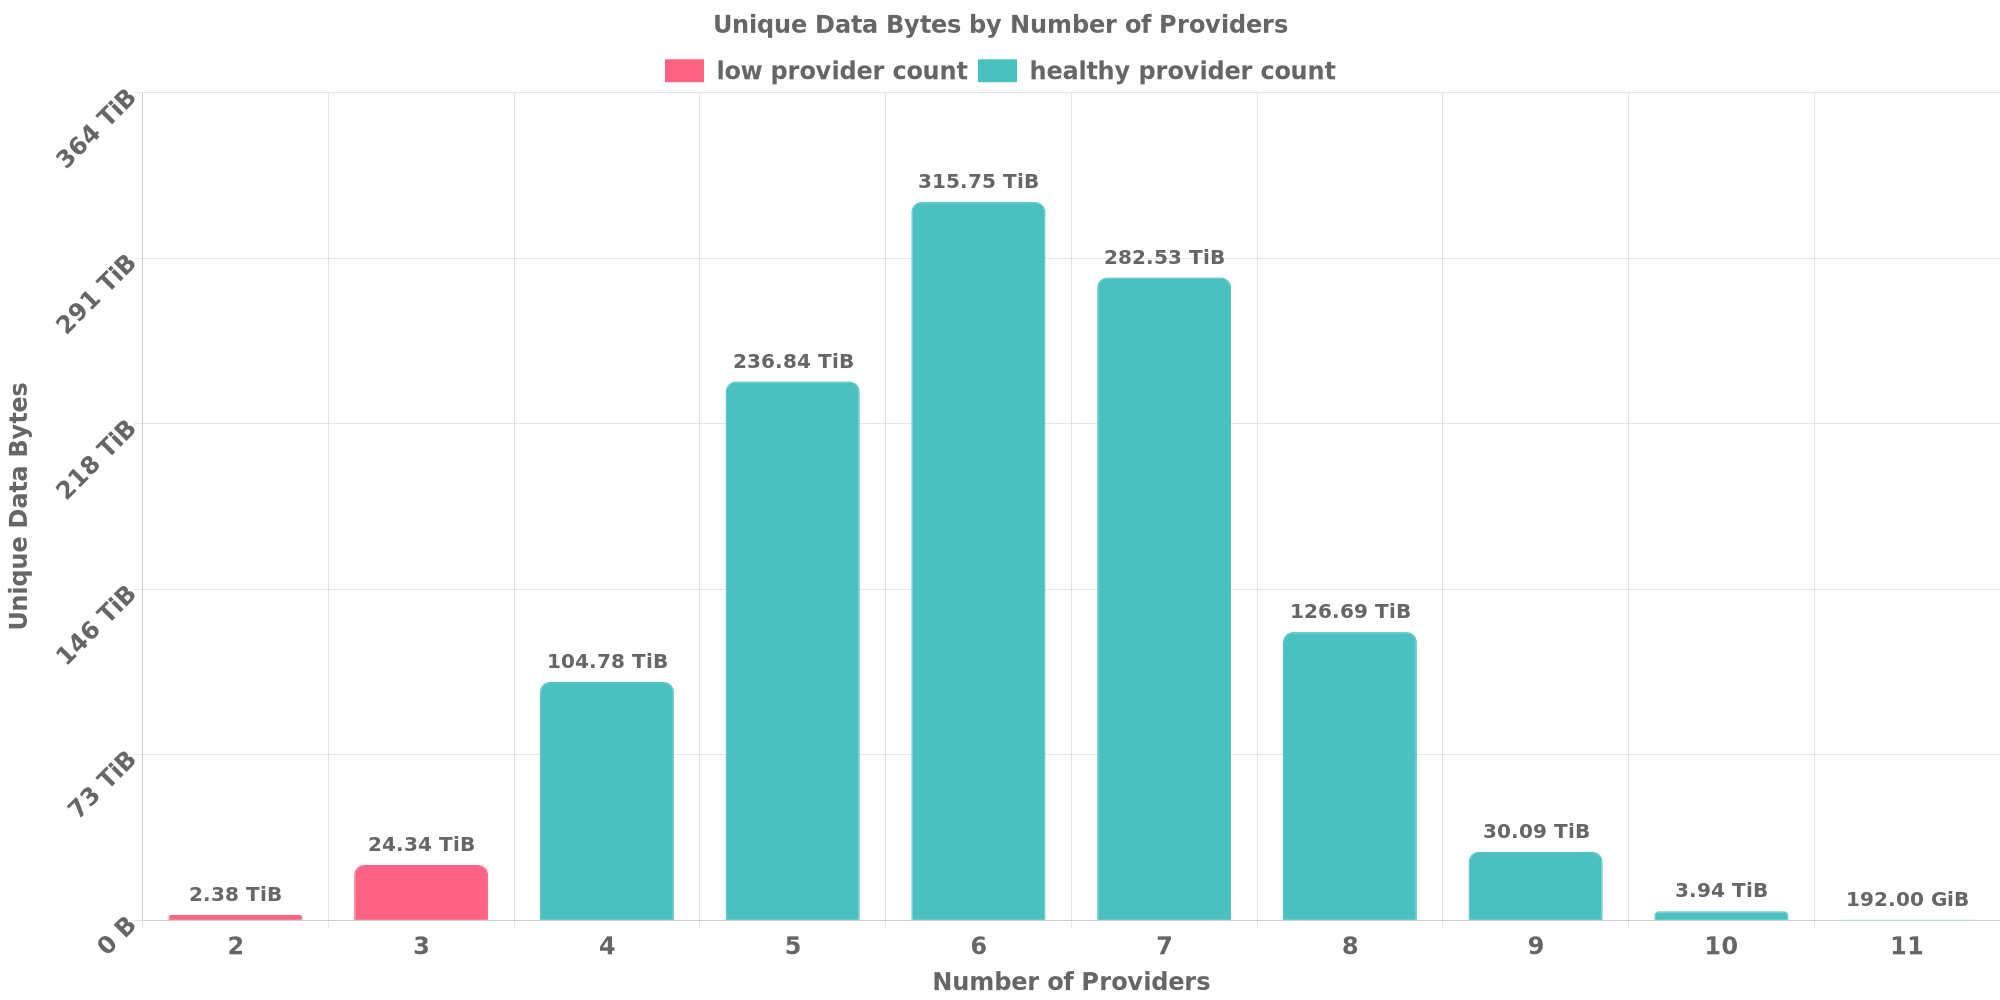 Unique Data Bytes by Number of Providers
low provider count healthy provider count
364 TiB
291 TiB
218 TiB
146 TiB
73 TiB
0 B
Unique Data Bytes
2.38 TiB
24.34 TiB
104.78 TiB
236.84 TiB
315.75 TiB
282.53 TiB
126.69 TiB
30.09 TiB
3.94 TiB
192.00 GiB
2 3 4 5 6 7 8 9 10 11
Number of Providers